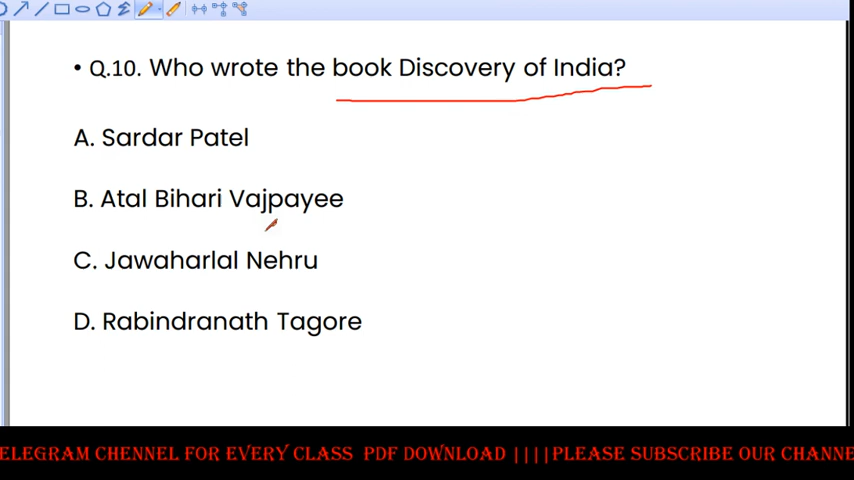 • Q.10. Who wrote the book Discovery of India?
A. Sardar Patel
B. Atal Bihari Vajpayee
C. Jawaharlal Nehru
D. Rabindranath Tagore
ELEGRAM CHENNEL FOR EVERY CLASS PDF DOWNLOAD ||||PLEASE SUBSCRIBE OUR CHANNE